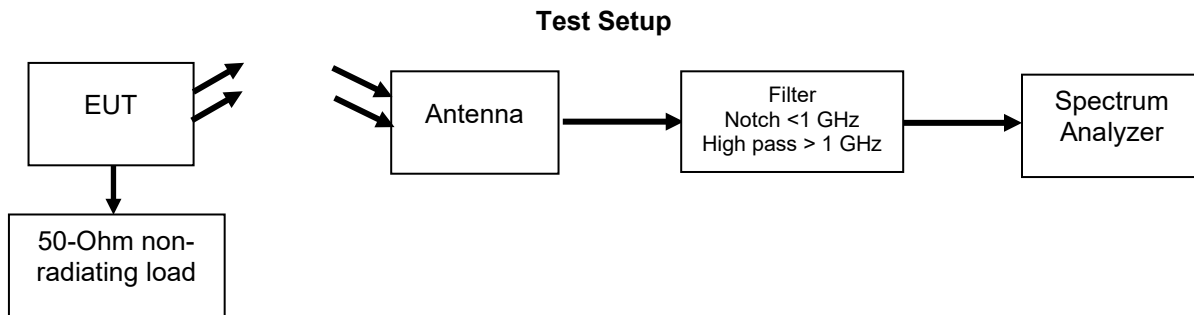 Test Setup
EUT
Antenna
Filter
Notch <1 GHz
High pass > 1 GHz
Spectrum
Analyzer
50-Ohm non-
radiating load